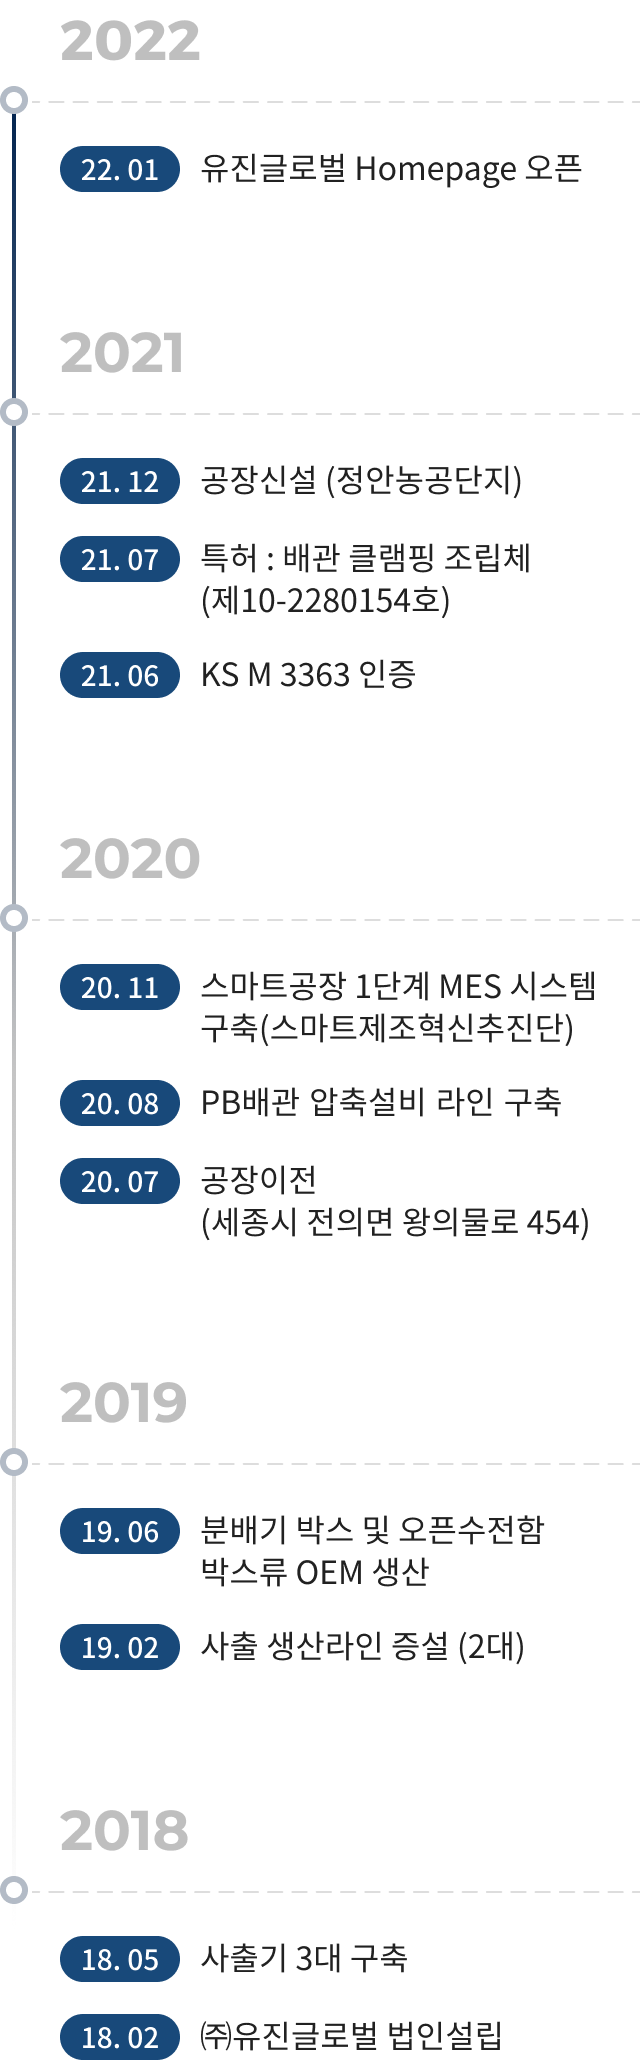 2022
22. 01 유진글로벌 Homepage 오픈
2021
21. 12 공장신설 (정안농공단지)
21. 07 특허 : 배관 클램핑 조립체
(제10-2280154호)
21. 06 KS M 3363 인증
2020
20. 11 스마트공장 1단계 MES 시스템
구축(스마트제조혁신추진단)
20. 08 PB배관 압축설비 라인 구축
20. 07 공장이전
(세종시 전의면 왕의물로 454)
2019
19. 06 분배기 박스 및 오픈수전함
박스류 OEM 생산
19. 02 사출 생산라인 증설 (2대)
2018
18. 05 사출기 3대 구축
18. 02 ㈜유진글로벌 법인설립